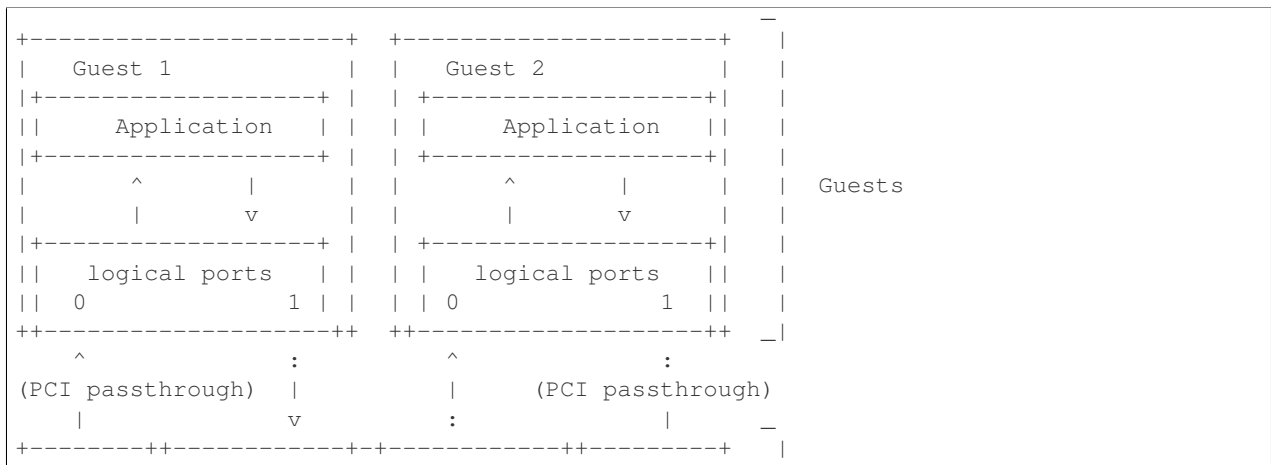 _
+----------------------+  +----------------------+   |
|   Guest 1            |  |   Guest 2            |   |
|+-------------------+ |  | +-------------------+|   |
||     Application   | |  | |     Application   ||   |
|+-------------------+ |  | +-------------------+|   |
|       ^       |      |  |       ^       |      |   |  Guests
|       |       v      |  |       |       v      |   |
|+-------------------+ |  | +-------------------+|   |
||   logical ports   | |  | |   logical ports   ||   |
||  0              1 | |  | | 0              1  ||   |
++--------------------++  ++--------------------++  _|
    ^              :          ^              :
(PCI passthrough)  |          |     (PCI passthrough)
    |              v          :              |      _
+--------++------------+-+------------++---------+   |